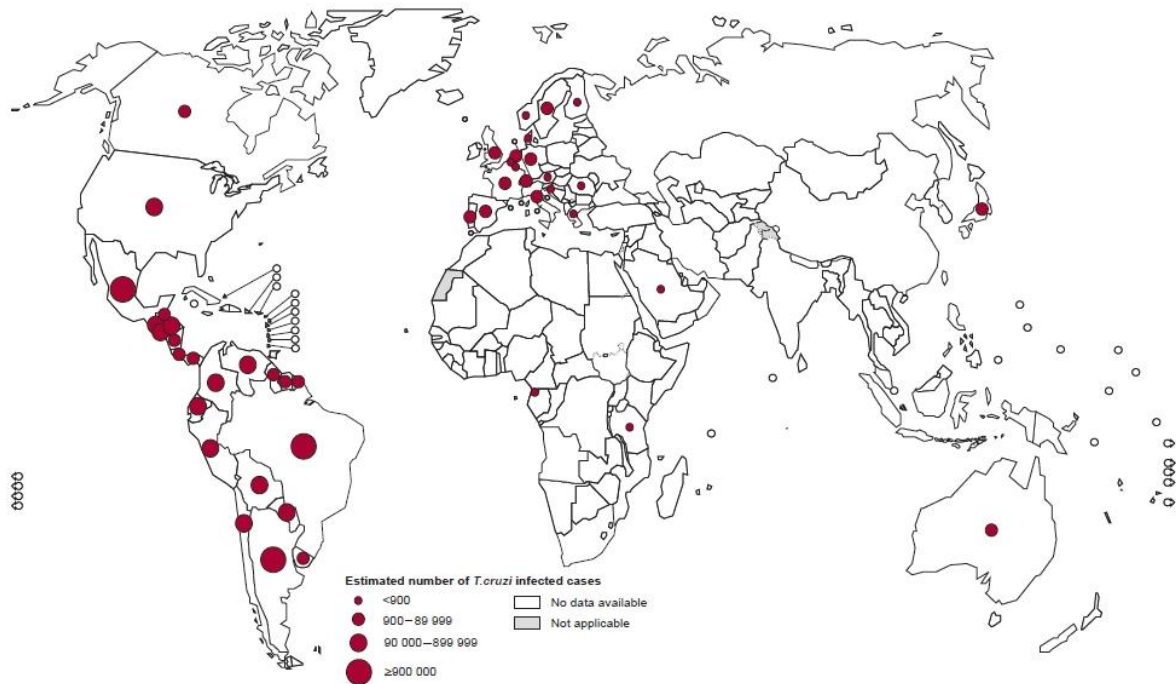 Estimated number of T.cruzi infected cases
<900
900–89 999
90 000–899 999
≥900 000
No data available
Not applicable